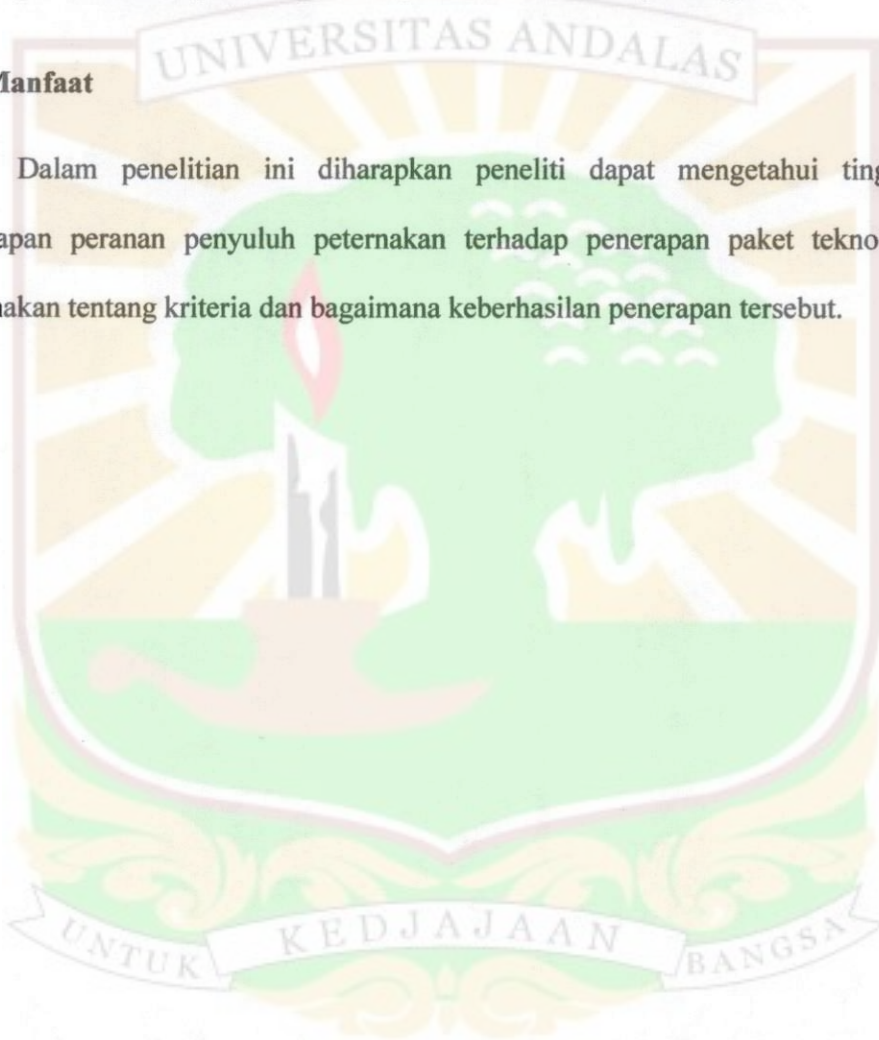 UNIVERSITAS ANDALAS
Manfaat
Dalam penelitian ini diharapkan peneliti dapat mengetahui ting
apan peranan penyuluh peternakan terhadap penerapan paket tekno
akan tentang kriteria dan bagaimana keberhasilan penerapan tersebut.
UNTUK KEDJAJAAN BANGSA